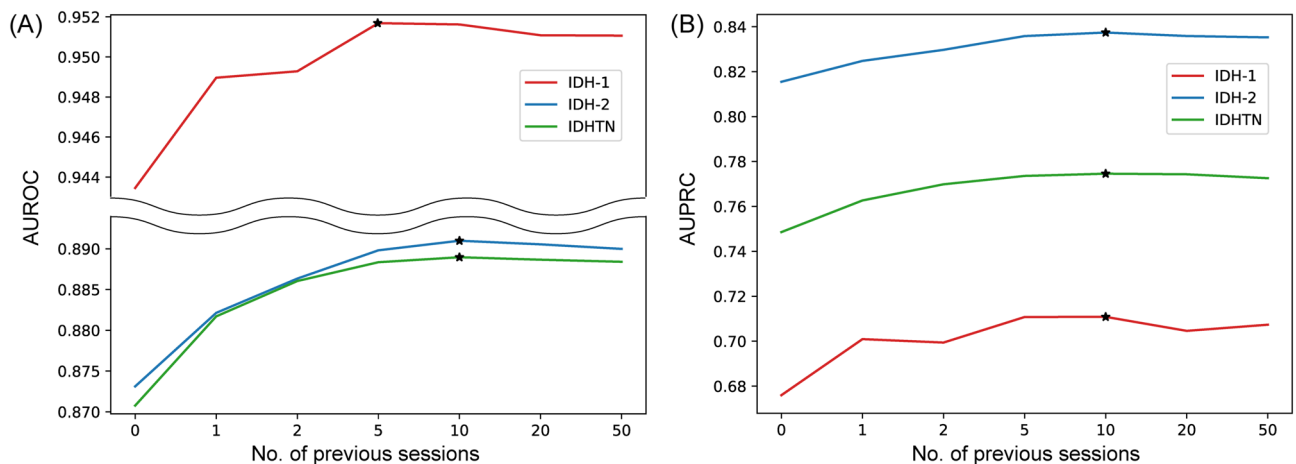 (A)
AUROC
0.952
0.950
0.948
0.946
0.944
0.890
0.885
0.880
0.875
0.870
IDH-1
IDH-2
IDHTN
0 1 2 5 10 20 50
No. of previous sessions
(B)
AUPRC
0.84
0.82
0.80
0.78
0.76
0.74
0.72
0.70
0.68
IDH-1
IDH-2
IDHTN
0 1 2 5 10 20 50
No. of previous sessions